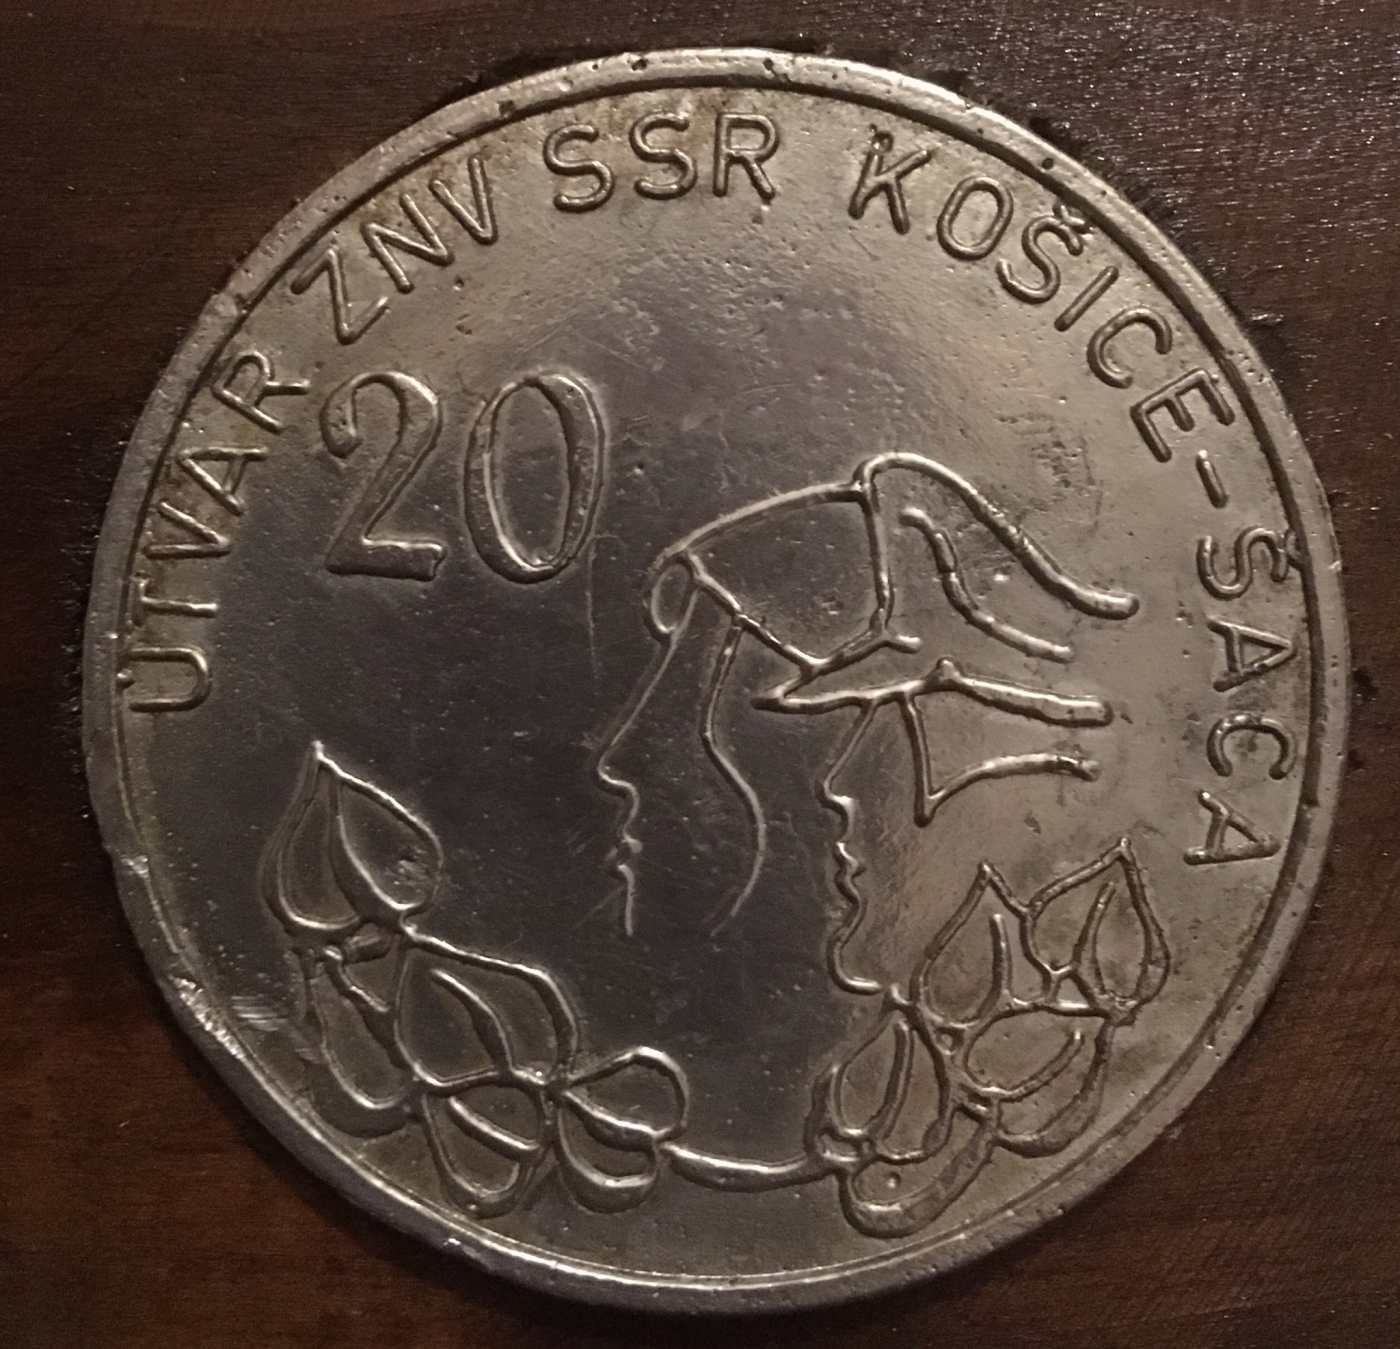 ÚTVAR ZNV SSR KOŠICE-ŠACA
20